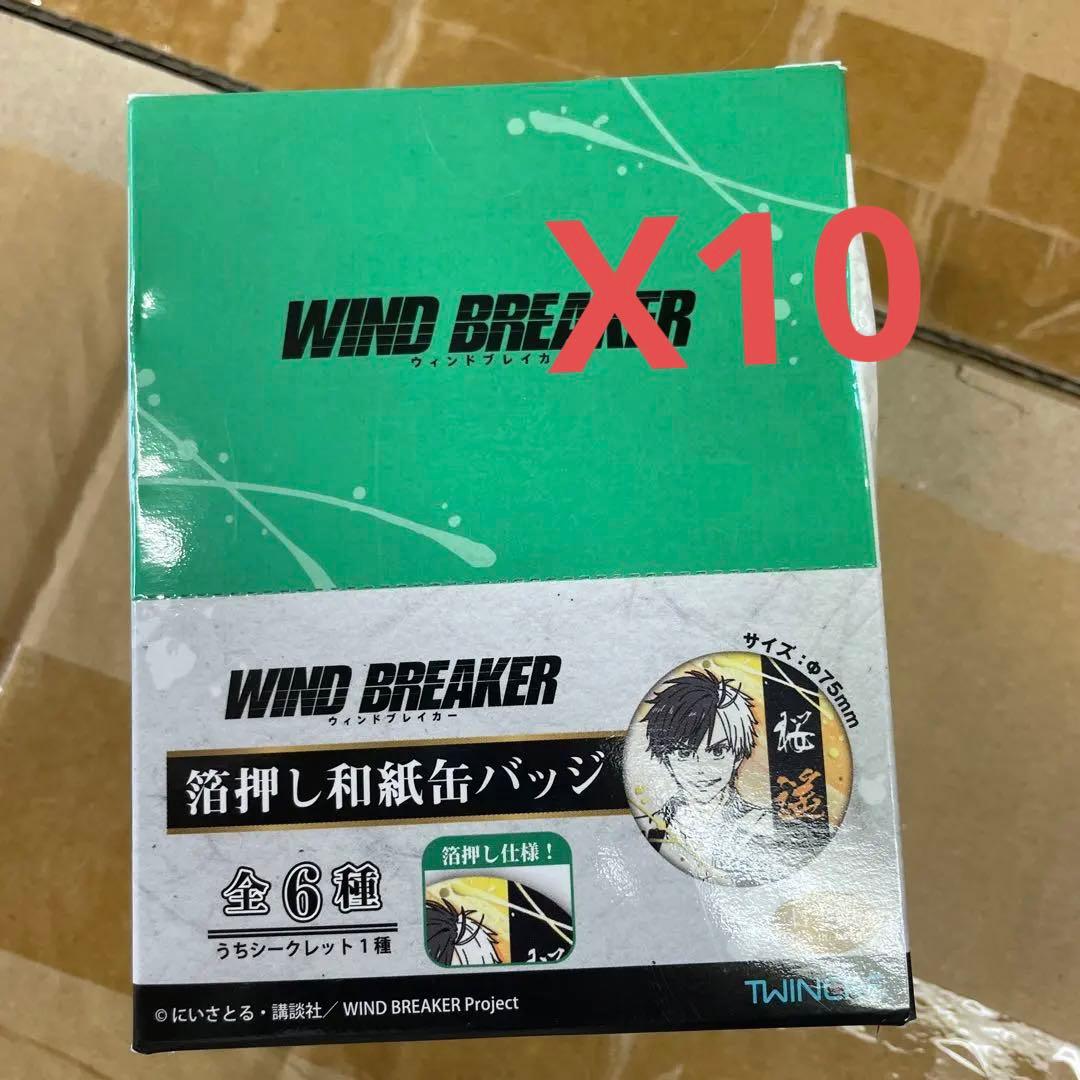 X10
WIND BREAKER
ウィンドブレイカー
サイズ：φ75mm
WIND BREAKER
ウィンドブレイカー
桜
遥
箔押し和紙缶バッジ
箔押し仕様！
全6種
うちシークレット1種
©にいさとる・講談社／WIND BREAKER Project